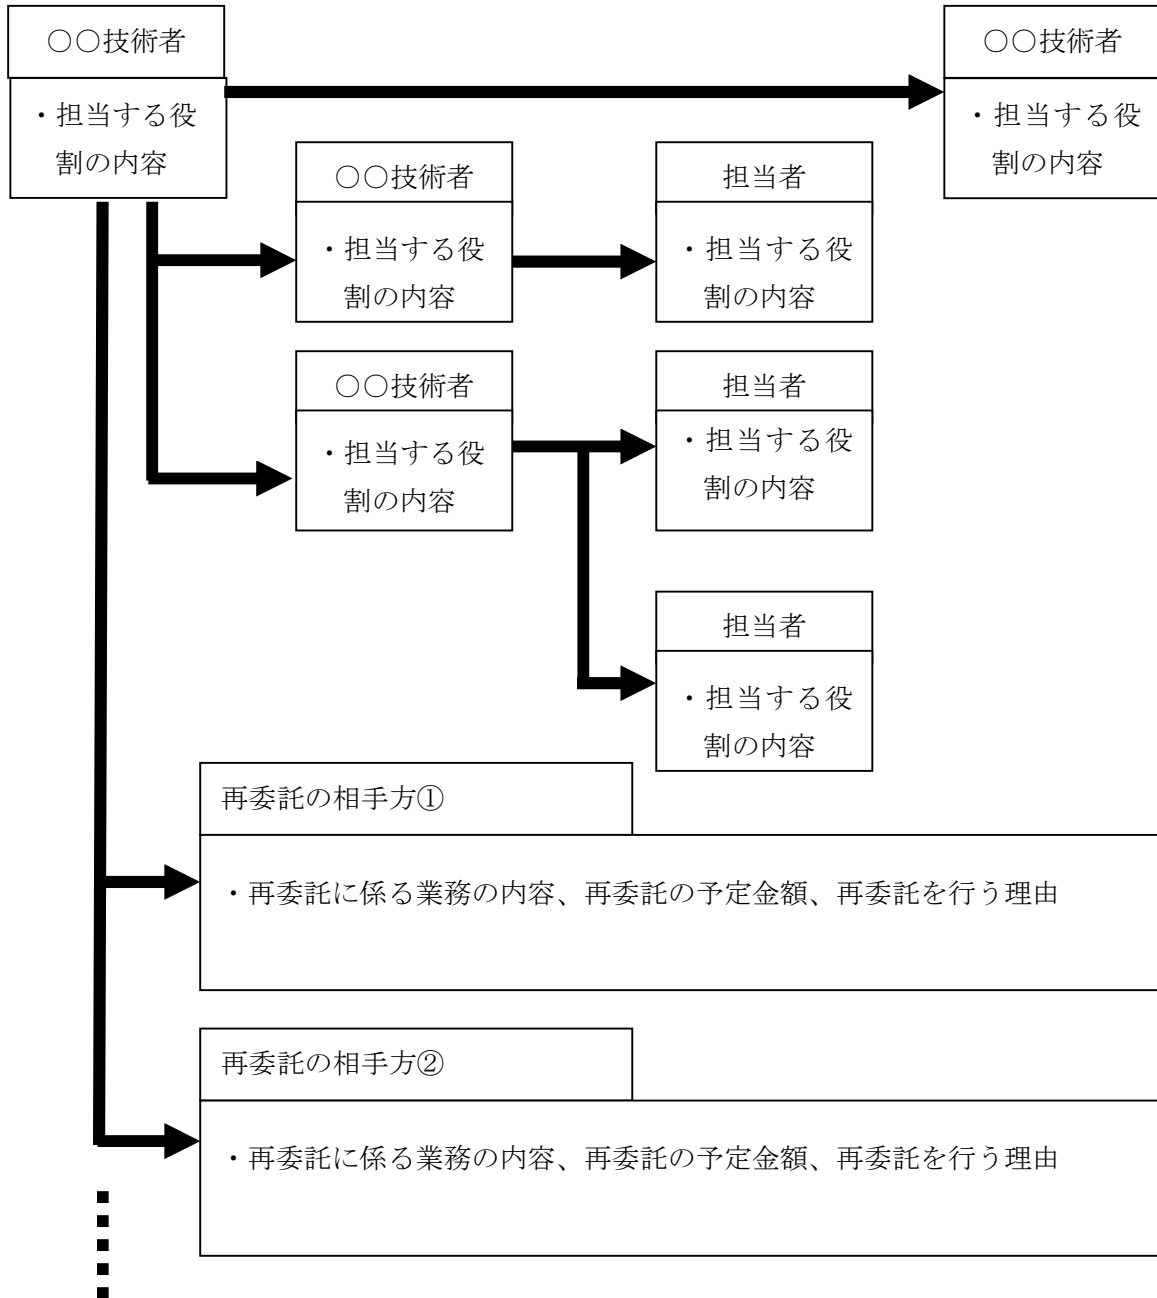 ○○技術者
○○技術者
・担当する役
割の内容
・担当する役
割の内容
○○技術者
担当者
・担当する役
割の内容
・担当する役
割の内容
○○技術者
担当者
・担当する役
割の内容
・担当する役
割の内容
担当者
・担当する役
割の内容
再委託の相手方①
・再委託に係る業務の内容、再委託の予定金額、再委託を行う理由
再委託の相手方②
・再委託に係る業務の内容、再委託の予定金額、再委託を行う理由